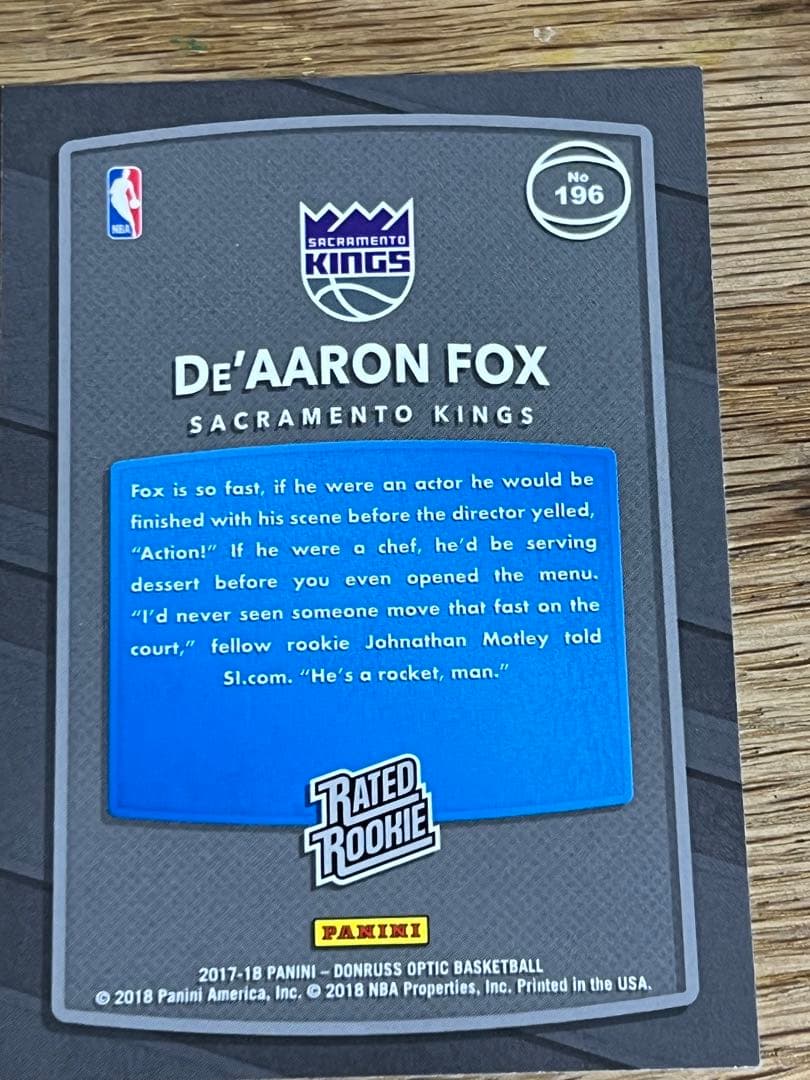 NBA
No
196
SACRAMENTO
KINGS
De'AARON FOX
SACRAMENTO KINGS
Fox is so fast, if he were an actor he would be
finished with his scene before the director yelled,
“Action!” If he were a chef, he’d be serving
dessert before you even opened the menu.
“I’d never seen someone move that fast on the
court,” fellow rookie Johnathan Motley told
SI.com. “He’s a rocket, man.”
RATED
ROOKIE
PANINI
2017-18 PANINI – DONRUSS OPTIC BASKETBALL
© 2018 Panini America, Inc. © 2018 NBA Properties, Inc. Printed in the USA.